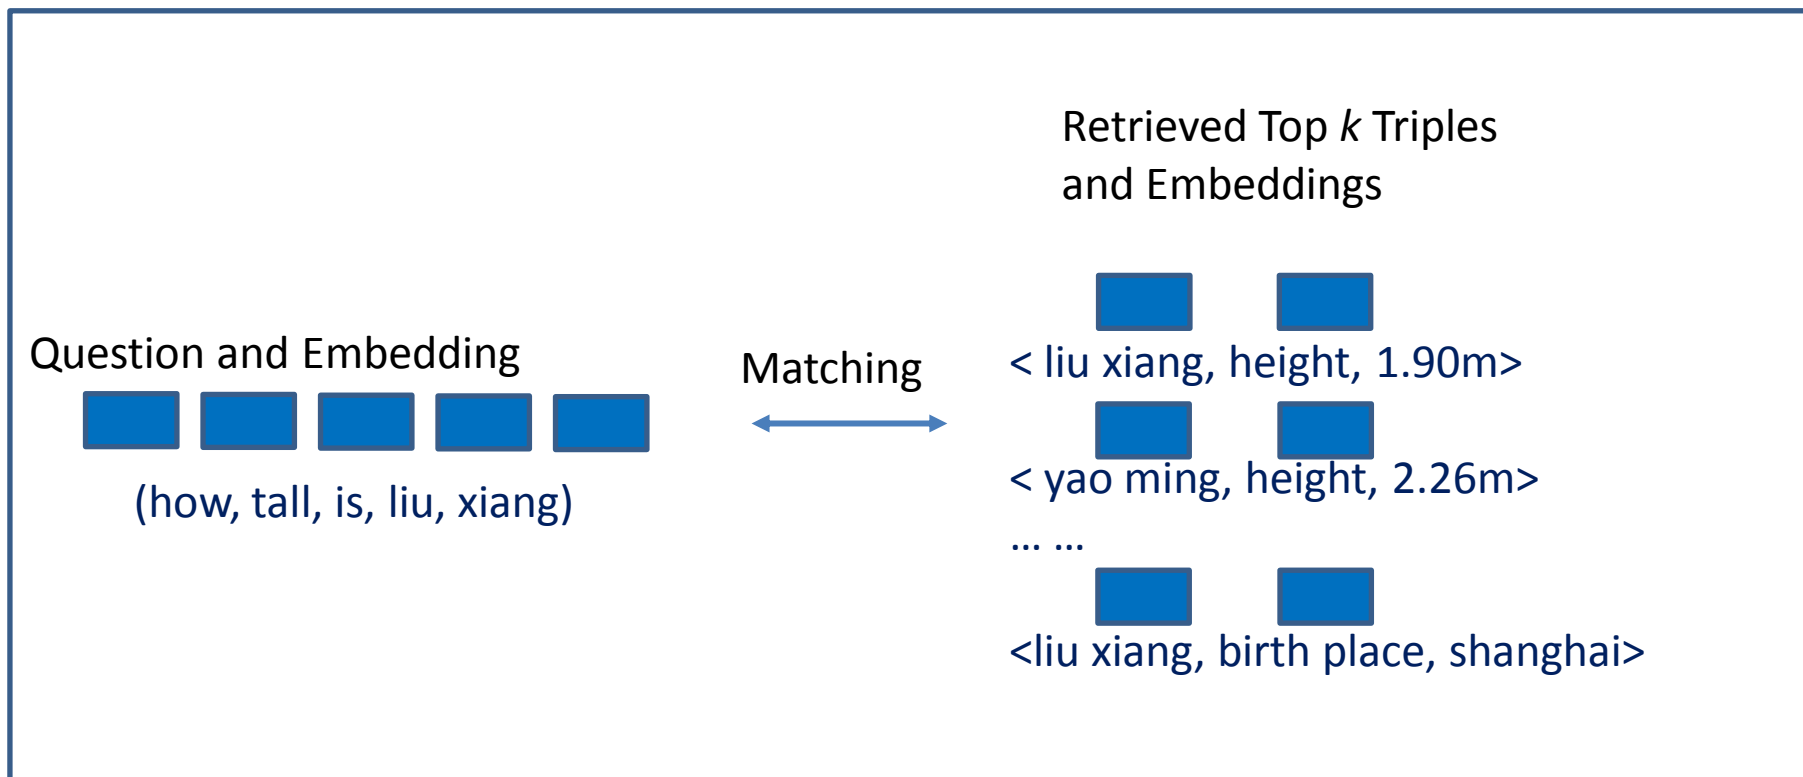 Retrieved Top k Triples
and Embeddings
Question and Embedding
(how, tall, is, liu, xiang)
Matching
< liu xiang, height, 1.90m>
< yao ming, height, 2.26m>
... ...
<liu xiang, birth place, shanghai>